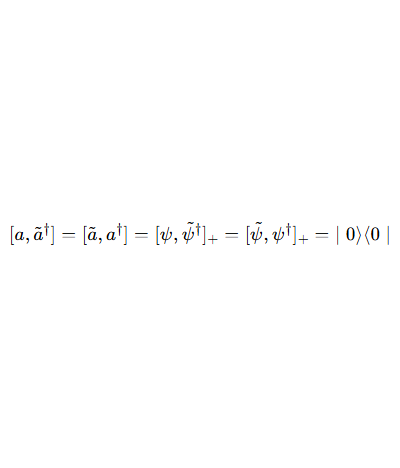 [a, ã†] = [ã, a†] = [ψ, ψ̃†]₊ = [ψ̃, ψ†]₊ = | 0⟩⟨0 |